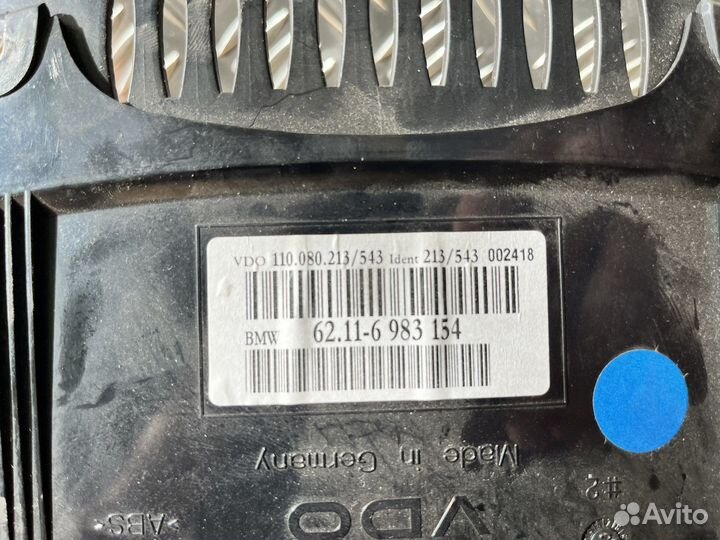 VDO 110.080.213/543 Ident 213/543 002418
BMW 62.11-6 983 154
Made in Germany
#2
VDO
>ABS<
Avito